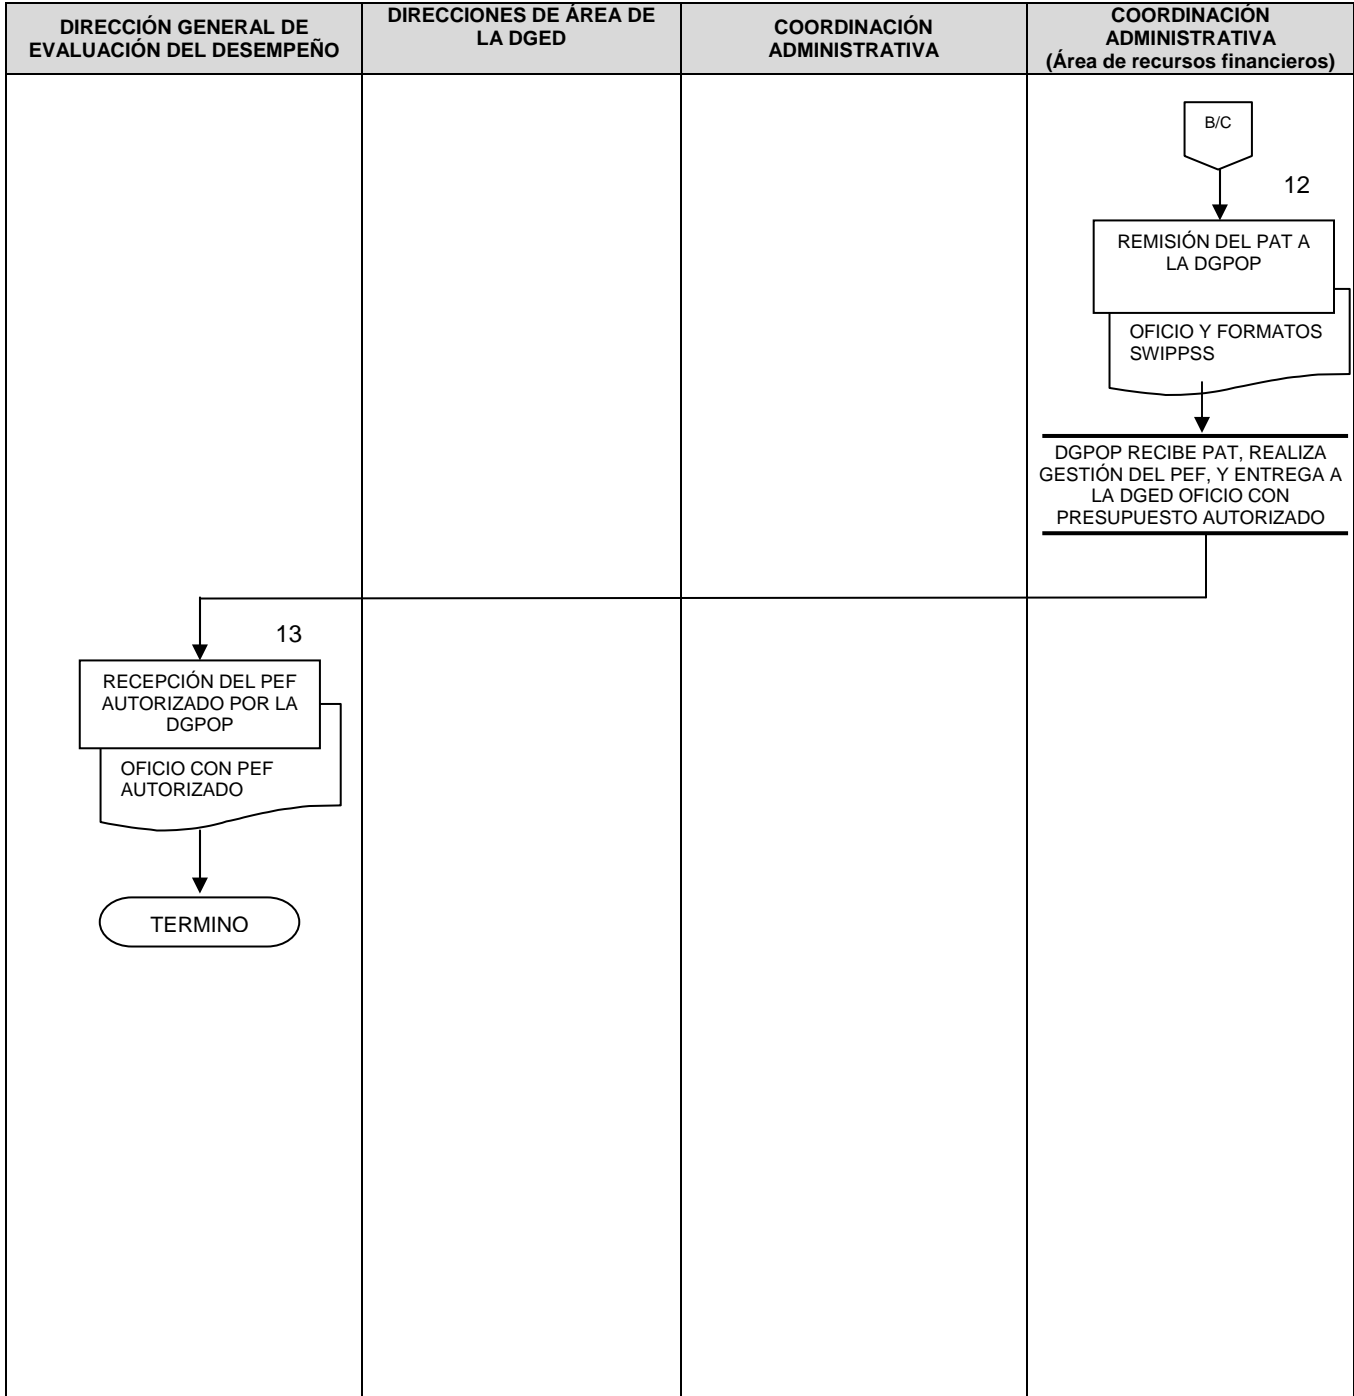 DIRECCIÓN GENERAL DE
EVALUACIÓN DEL DESEMPEÑO
DIRECCIONES DE ÁREA DE
LA DGED
COORDINACIÓN
ADMINISTRATIVA
COORDINACIÓN
ADMINISTRATIVA
(Área de recursos financieros)
B/C
12
REMISIÓN DEL PAT A
LA DGPOP
OFICIO Y FORMATOS
SWIPPSS
DGPOP RECIBE PAT, REALIZA
GESTIÓN DEL PEF, Y ENTREGA A
LA DGED OFICIO CON
PRESUPUESTO AUTORIZADO
13
RECEPCIÓN DEL PEF
AUTORIZADO POR LA
DGPOP
OFICIO CON PEF
AUTORIZADO
TERMINO